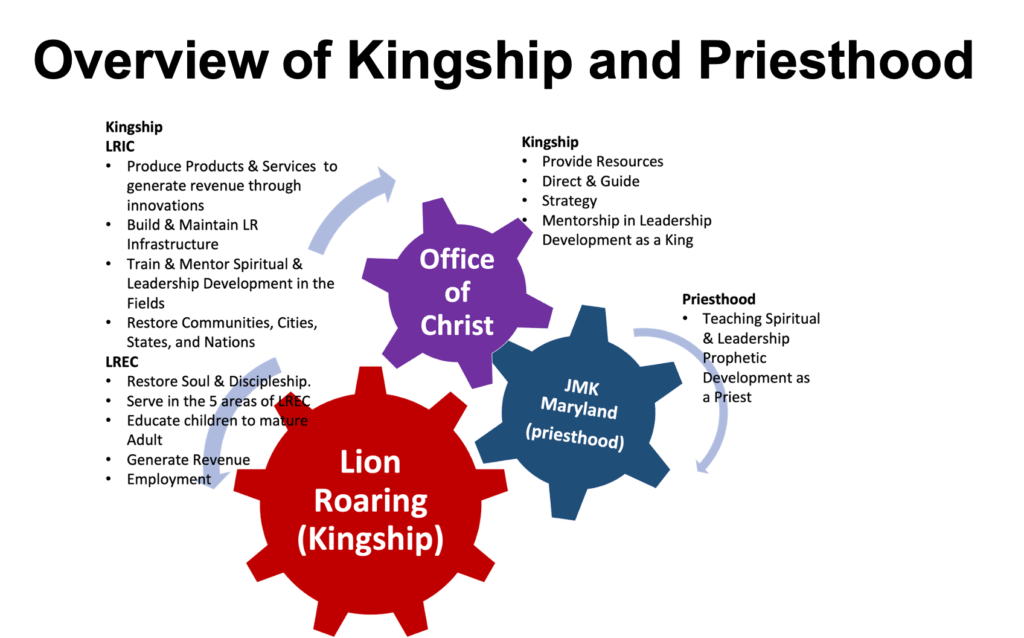 Overview of Kingship and Priesthood
Kingship
LRIC
• Produce Products & Services to
generate revenue through
innovations
• Build & Maintain LR
Infrastructure
• Train & Mentor Spiritual &
Leadership Development in the
Fields
• Restore Communities, Cities,
States, and Nations
LREC
• Restore Soul & Discipleship.
• Serve in the 5 areas of LREC
• Educate children to mature
Adult
• Generate Revenue
• Employment
Kingship
• Provide Resources
• Direct & Guide
• Strategy
• Mentorship in Leadership
Development as a King
Office
of
Christ
Priesthood
• Teaching Spiritual
& Leadership
Prophetic
Development as
a Priest
JMK
Maryland
(priesthood)
Lion
Roaring
(Kingship)